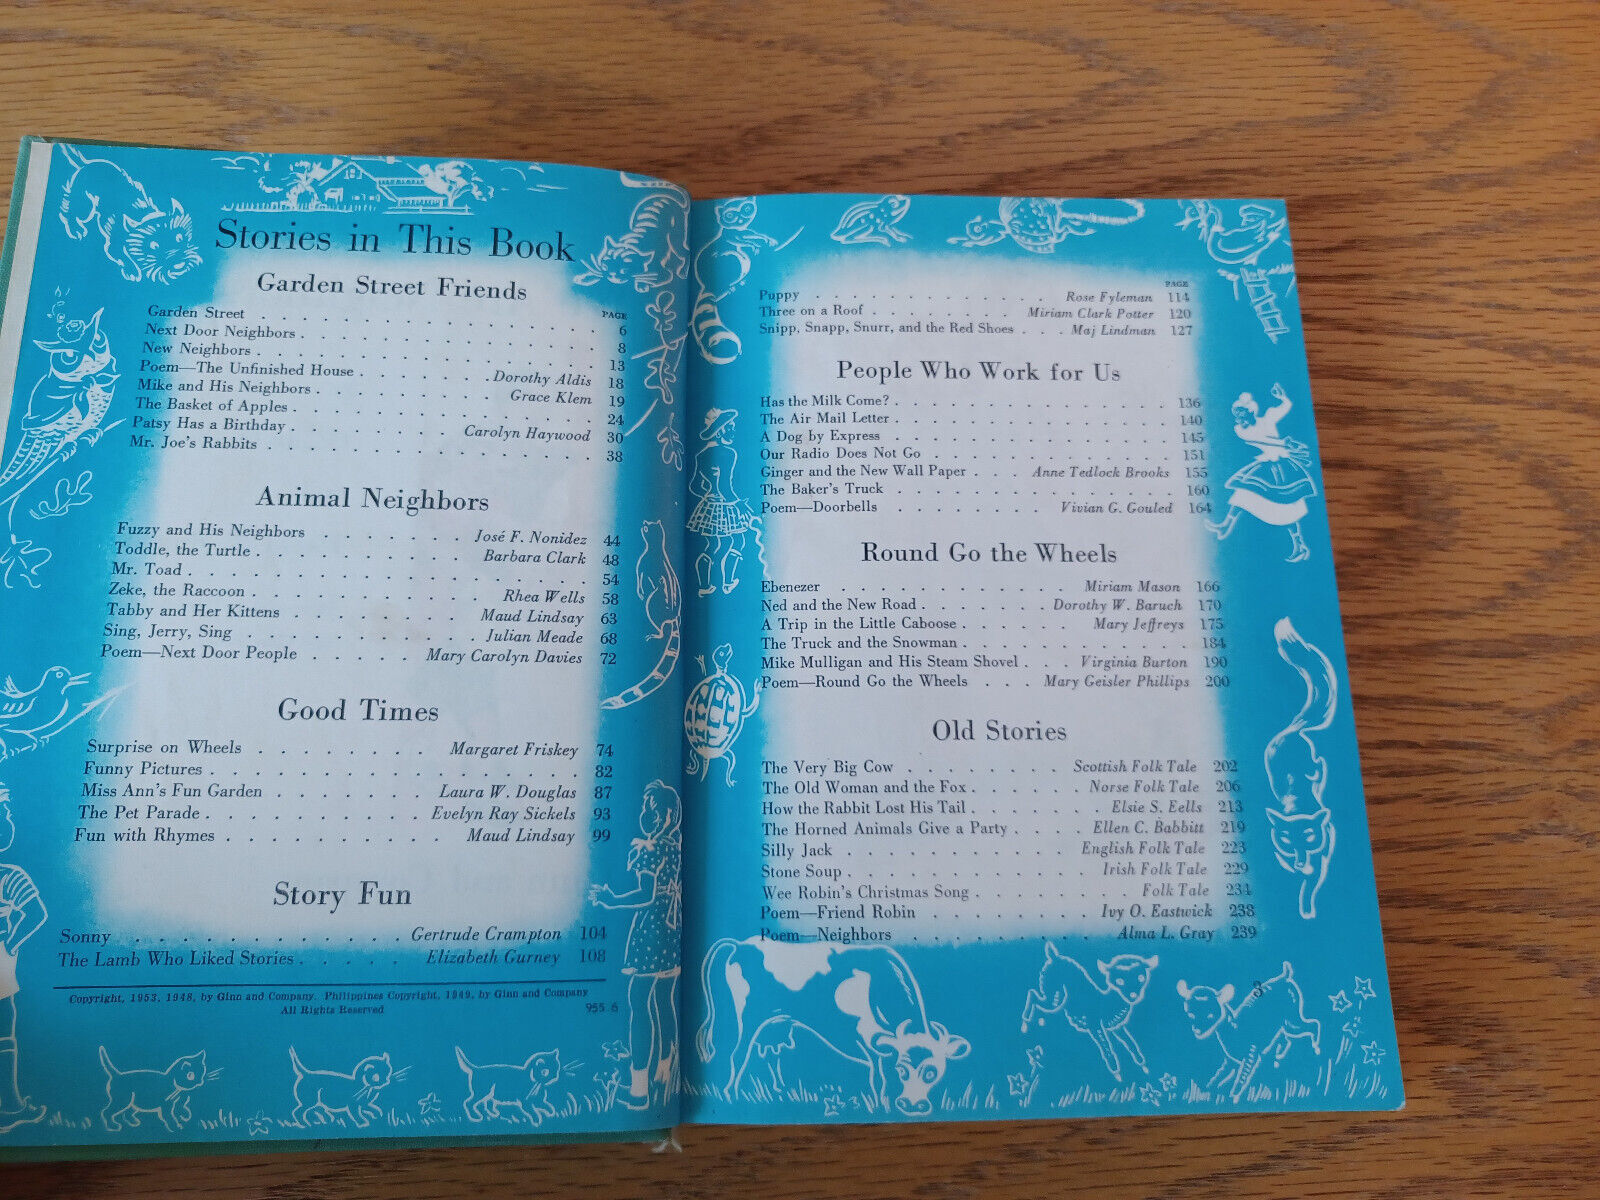 Stories in This Book
Garden Street Friends
PAGE
Garden Street . . . . . . . . . . . . . . . . 6
Next Door Neighbors . . . . . . . . . . . . . . 8
New Neighbors . . . . . . . . . . . . . . . . 13
Poem—The Unfinished House . . . . . . . Dorothy Aldis 18
Mike and His Neighbors . . . . . . . . . Grace Klem 19
The Basket of Apples . . . . . . . . . . . . . . 24
Patsy Has a Birthday . . . . . . . . Carolyn Haywood 30
Mr. Joe's Rabbits . . . . . . . . . . . . . . . 38
Animal Neighbors
Fuzzy and His Neighbors . . . . . . . José F. Nonidez 44
Toddle, the Turtle . . . . . . . . . . . Barbara Clark 48
Mr. Toad . . . . . . . . . . . . . . . . . . 54
Zeke, the Raccoon . . . . . . . . . . . . Rhea Wells 58
Tabby and Her Kittens . . . . . . . . Maud Lindsay 63
Sing, Jerry, Sing . . . . . . . . . . Julian Meade 68
Poem—Next Door People . . . . . Mary Carolyn Davies 72
Good Times
Surprise on Wheels . . . . . . . . Margaret Friskey 74
Funny Pictures . . . . . . . . . . . . . . . . 82
Miss Ann's Fun Garden . . . . . . . Laura W. Douglas 87
The Pet Parade . . . . . . . . . . Evelyn Ray Sickels 93
Fun with Rhymes . . . . . . . . . . Maud Lindsay 99
Story Fun
Sonny . . . . . . . . . . . . Gertrude Crampton 104
The Lamb Who Liked Stories . . . . . Elizabeth Gurney 108
Copyright, 1953, 1948, by Ginn and Company. Philippines Copyright, 1949, by Ginn and Company
All Rights Reserved
955.6
PAGE
Puppy . . . . . . . . . . . . Rose Fyleman 114
Three on a Roof . . . . . . . . Miriam Clark Potter 120
Snipp, Snapp, Snurr, and the Red Shoes . . . Maj Lindman 127
People Who Work for Us
Has the Milk Come? . . . . . . . . . . . . . . . . 136
The Air Mail Letter . . . . . . . . . . . . . . . . 140
A Dog by Express . . . . . . . . . . . . . . . . 145
Our Radio Does Not Go . . . . . . . . . . . . . . 151
Ginger and the New Wall Paper . . . Anne Tedlock Brooks 155
The Baker's Truck . . . . . . . . . . . . . . . . 160
Poem—Doorbells . . . . . . . . Vivian G. Gouled 164
Round Go the Wheels
Ebenezer . . . . . . . . . . . . Miriam Mason 166
Ned and the New Road . . . . . . . Dorothy W. Baruch 170
A Trip in the Little Caboose . . . . . . Mary Jeffreys 175
The Truck and the Snowman . . . . . . . . . . . . 184
Mike Mulligan and His Steam Shovel . . . Virginia Burton 190
Poem—Round Go the Wheels . . . Mary Geisler Phillips 200
Old Stories
The Very Big Cow . . . . . . . . Scottish Folk Tale 202
The Old Woman and the Fox . . . . . . Norse Folk Tale 206
How the Rabbit Lost His Tail . . . . . . . Elsie S. Eells 213
The Horned Animals Give a Party . . . . Ellen C. Babbitt 219
Silly Jack . . . . . . . . . . . . English Folk Tale 223
Stone Soup . . . . . . . . . . . . Irish Folk Tale 229
Wee Robin's Christmas Song . . . . . . . . Folk Tale 234
Poem—Friend Robin . . . . . . . . Ivy O. Eastwick 238
Poem—Neighbors . . . . . . . . . Alma L. Gray 239
3